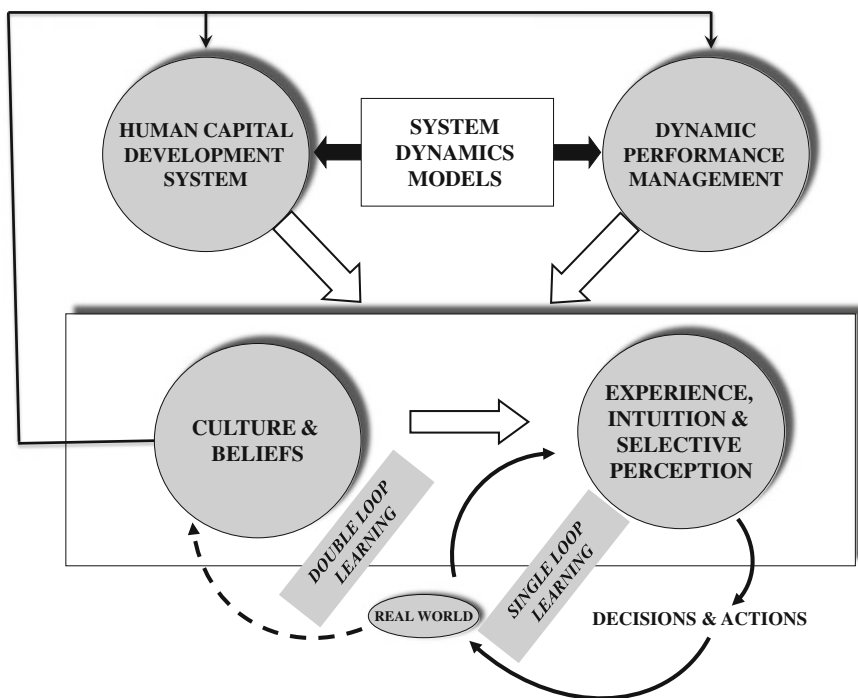 HUMAN CAPITAL
DEVELOPMENT
SYSTEM
SYSTEM
DYNAMICS
MODELS
DYNAMIC
PERFORMANCE
MANAGEMENT
CULTURE &
BELIEFS
EXPERIENCE,
INTUITION &
SELECTIVE
PERCEPTION
DOUBLE LOOP
LEARNING
SINGLE LOOP
LEARNING
REAL WORLD
DECISIONS & ACTIONS